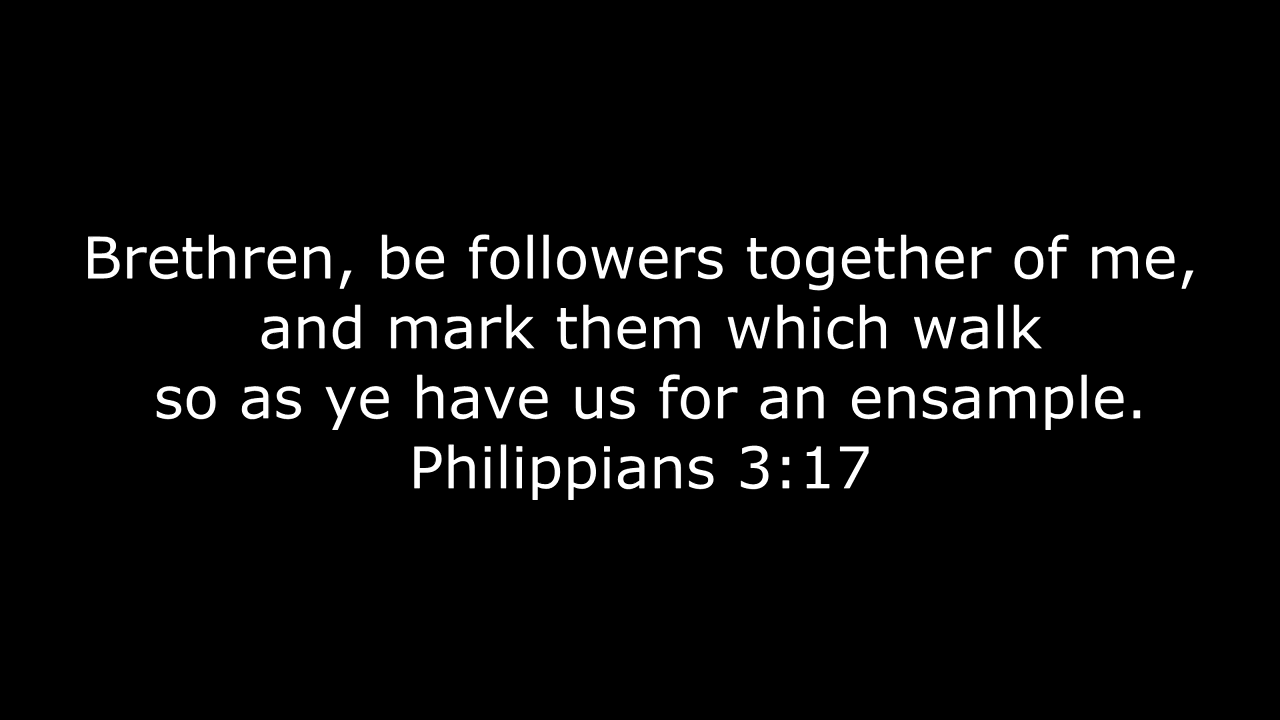 Brethren, be followers together of me,
and mark them which walk
so as ye have us for an ensample.
Philippians 3:17